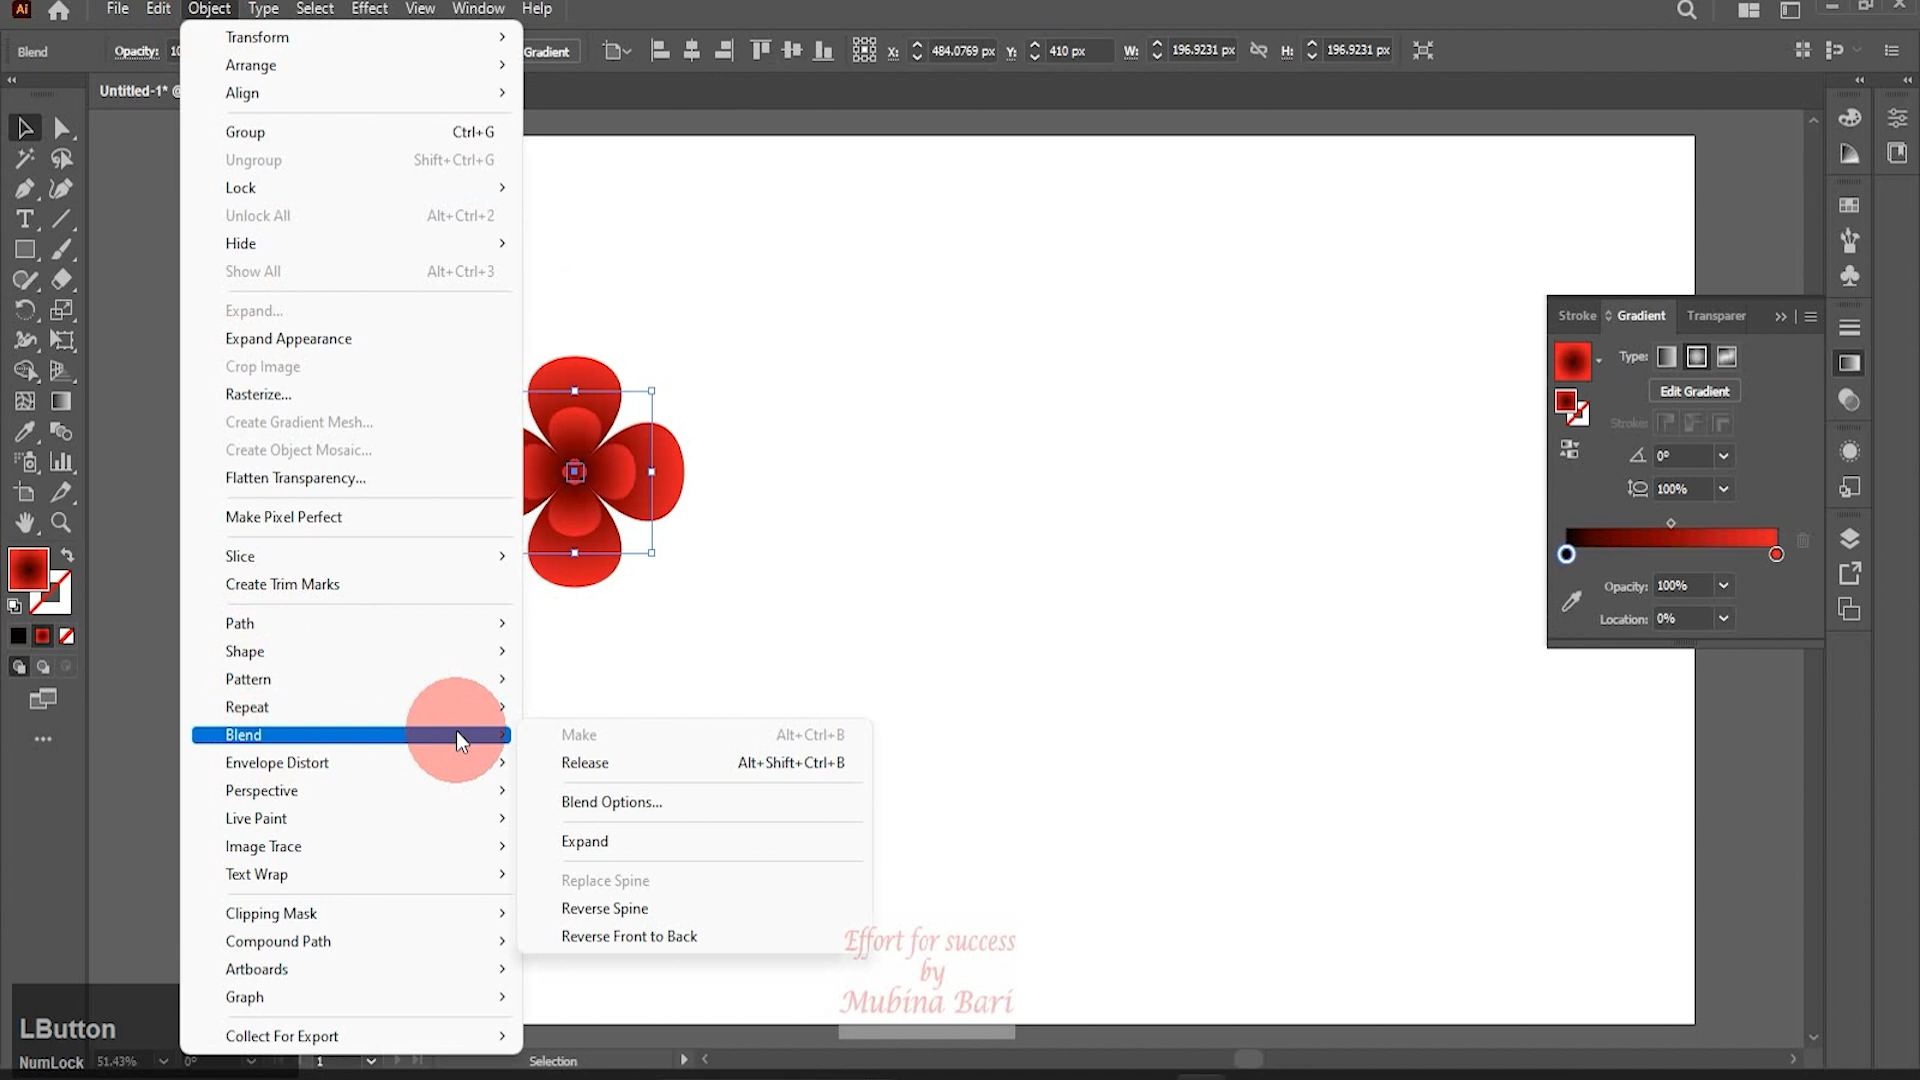 Ai File Edit Object Type Select Effect View Window Help
Blend Opacity: 10 Gradient X: 484.0769 px Y: 410 px W: 196.9231 px H: 196.9231 px
Untitled-1* @
Transform
Arrange
Align
Group Ctrl+G
Ungroup Shift+Ctrl+G
Lock
Unlock All Alt+Ctrl+2
Hide
Show All Alt+Ctrl+3
Expand...
Expand Appearance
Crop Image
Rasterize...
Create Gradient Mesh...
Create Object Mosaic...
Flatten Transparency...
Make Pixel Perfect
Slice
Create Trim Marks
Path
Shape
Pattern
Repeat
Blend
Envelope Distort
Perspective
Live Paint
Image Trace
Text Wrap
Clipping Mask
Compound Path
Artboards
Graph
Collect For Export
Make Alt+Ctrl+B
Release Alt+Shift+Ctrl+B
Blend Options...
Expand
Replace Spine
Reverse Spine
Reverse Front to Back
Stroke Gradient Transparer
Type:
Edit Gradient
Stroke:
0°
100%
Opacity: 100%
Location: 0%
Effort for success
by
Mubina Bari
LButton
NumLock 51.43% 0° 1 Selection